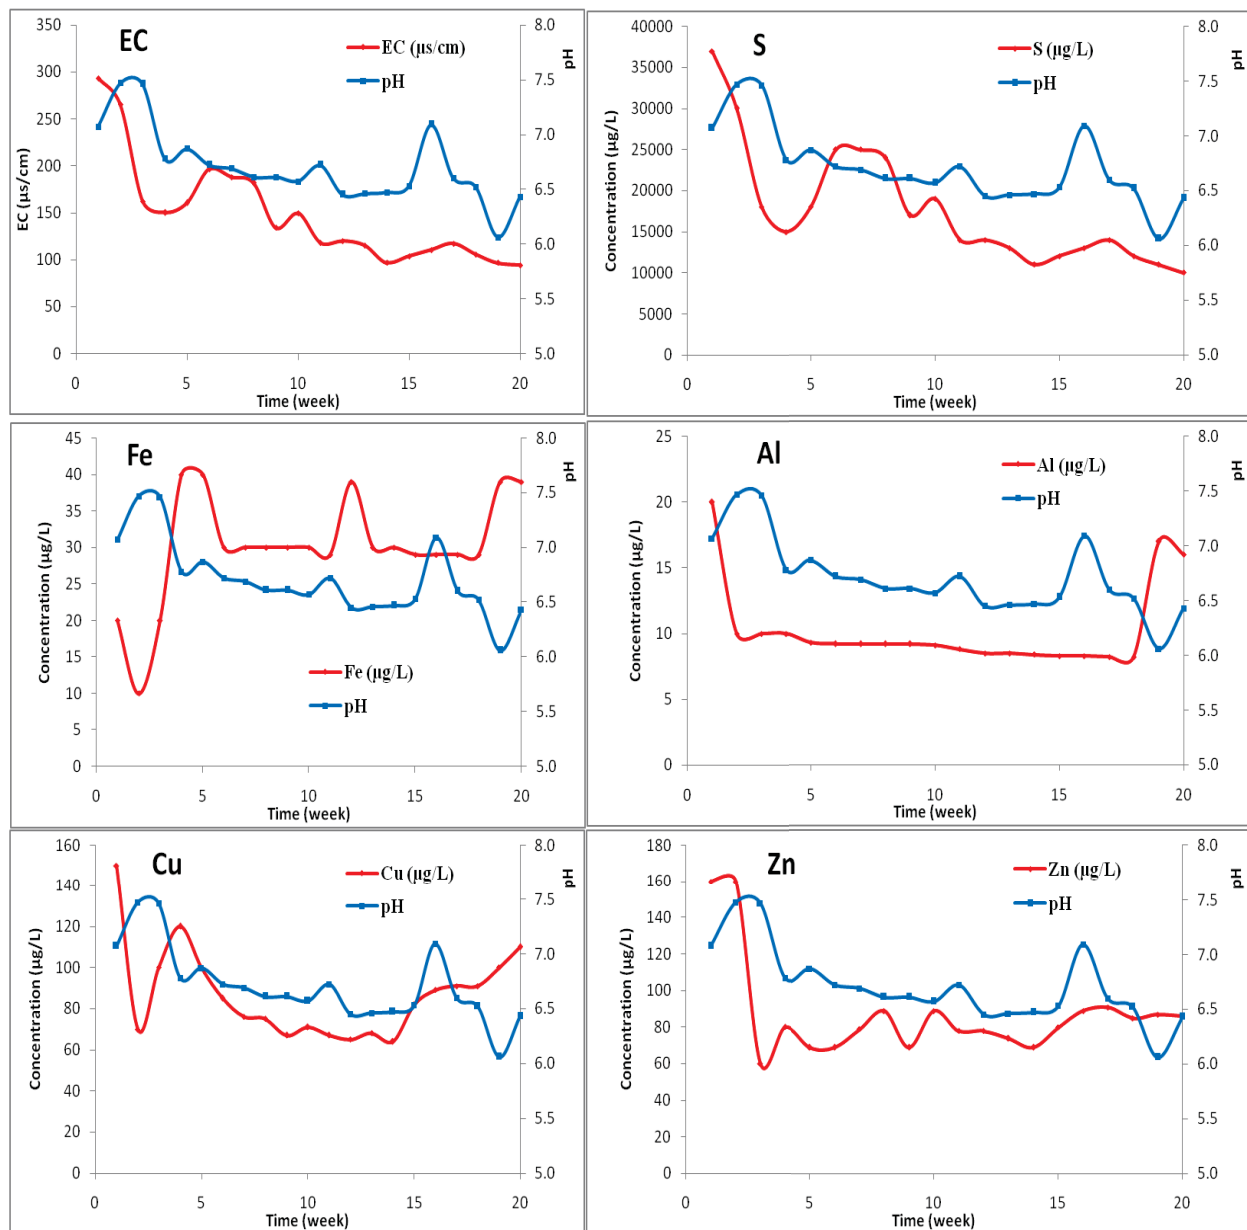 EC
EC (µs/cm)
pH
350
300
250
200
150
100
50
0
EC (µs/cm)
8.0
7.5
7.0
6.5
6.0
5.5
5.0
pH
0 5 10 15 20
Time (week)
S
S (µg/L)
pH
40000
35000
30000
25000
20000
15000
10000
5000
0
Concentration (µg/L)
8.0
7.5
7.0
6.5
6.0
5.5
5.0
pH
0 5 10 15 20
Time (week)
Fe
Fe (µg/L)
pH
45
40
35
30
25
20
15
10
5
0
Concentration (µg/L)
8.0
7.5
7.0
6.5
6.0
5.5
5.0
pH
0 5 10 15 20
Time (week)
Al
Al (µg/L)
pH
25
20
15
10
5
0
Concentration (µg/L)
8.0
7.5
7.0
6.5
6.0
5.5
5.0
pH
0 5 10 15 20
Time (week)
Cu
Cu (µg/L)
pH
160
140
120
100
80
60
40
20
0
Concentration (µg/L)
8.0
7.5
7.0
6.5
6.0
5.5
5.0
pH
0 5 10 15 20
Time (week)
Zn
Zn (µg/L)
pH
180
160
140
120
100
80
60
40
20
0
Concentration (µg/L)
8.0
7.5
7.0
6.5
6.0
5.5
5.0
pH
0 5 10 15 20
Time (week)